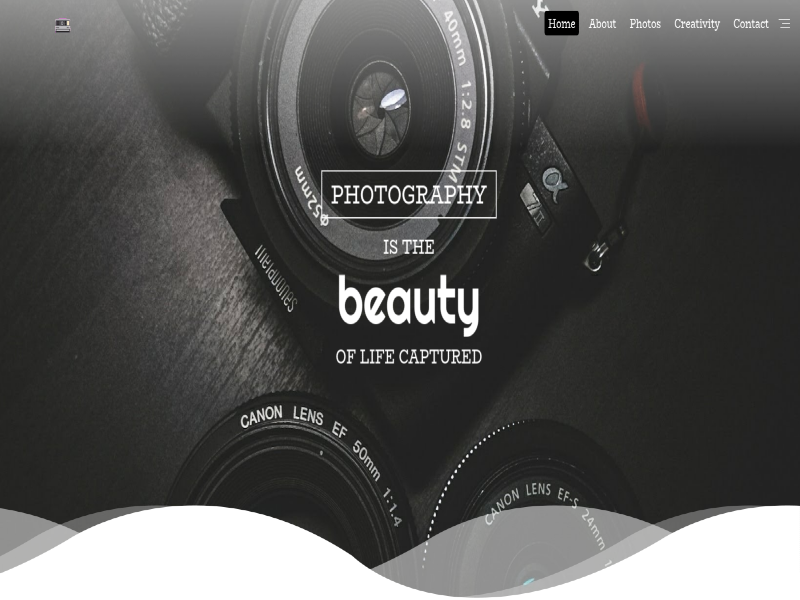 Home About Photos Creativity Contact
40mm 1:2.8 STM
ø52mm
PHOTOGRAPHY
IS THE
beauty
OF LIFE CAPTURED
CANON LENS EF 50mm 1:1.4
CANON LENS EF-S 24mm